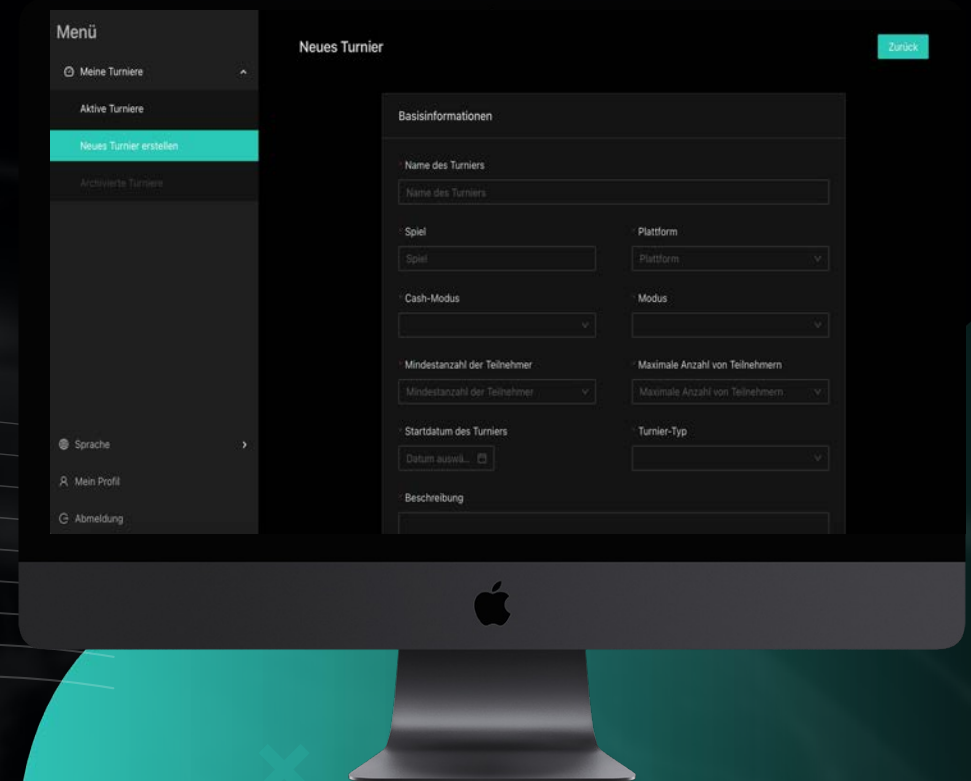 Menü
Meine Turniere
Aktive Turniere
Neues Turnier erstellen
Archivierte Turniere
Sprache
Mein Profil
Abmeldung
Neues Turnier
Zurück
Basisinformationen
* Name des Turniers
Name des Turniers
* Spiel
* Plattform
Spiel
Plattform
* Cash-Modus
* Modus
* Mindestanzahl der Teilnehmer
* Maximale Anzahl von Teilnehmern
Mindestanzahl der Teilnehmer
Maximale Anzahl von Teilnehmern
* Startdatum des Turniers
* Turnier-Typ
Datum auswä...
* Beschreibung